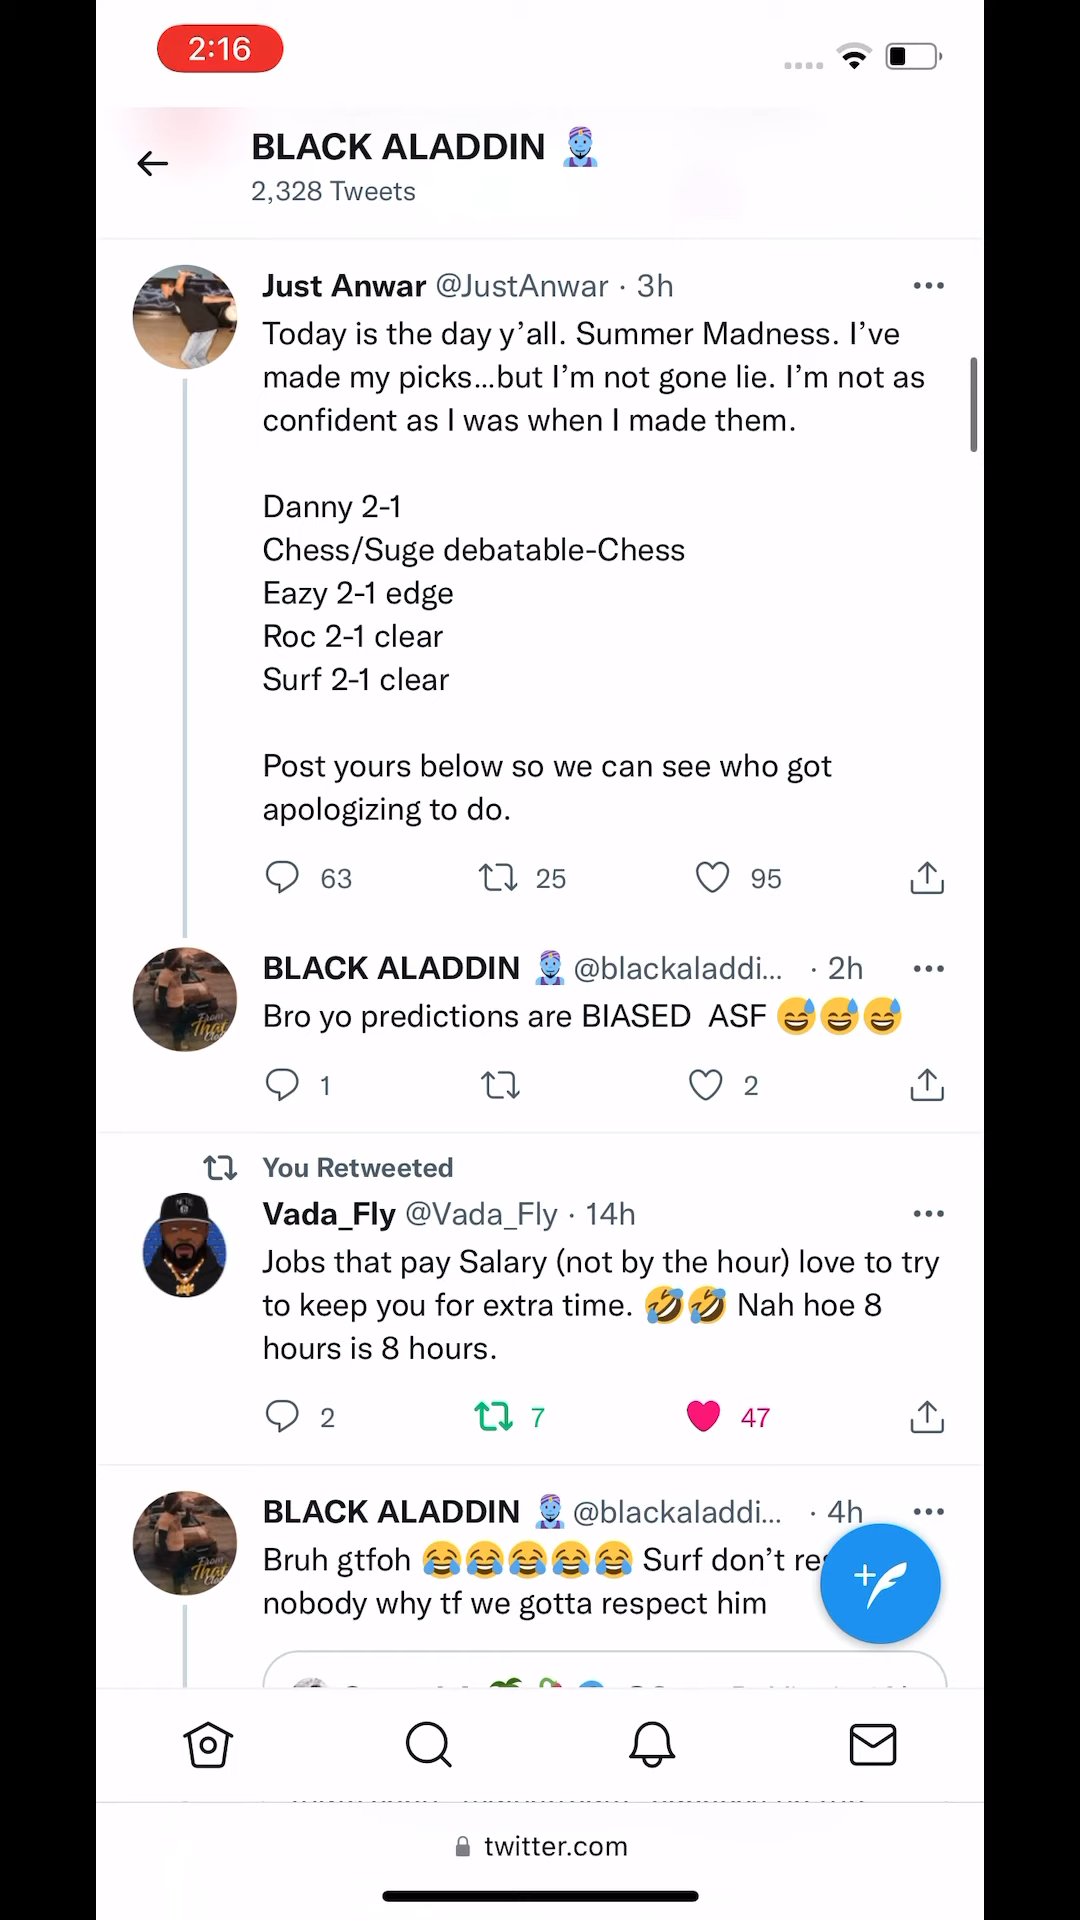 2:16
BLACK ALADDIN 🧞‍♂️
2,328 Tweets
Just Anwar @JustAnwar · 3h
Today is the day y’all. Summer Madness. I’ve
made my picks...but I’m not gone lie. I’m not as
confident as I was when I made them.
Danny 2-1
Chess/Suge debatable-Chess
Eazy 2-1 edge
Roc 2-1 clear
Surf 2-1 clear
Post yours below so we can see who got
apologizing to do.
63 25 95
BLACK ALADDIN 🧞‍♂️ @blackaladdi... · 2h
Bro yo predictions are BIASED ASF 😅😅😅
1 2
You Retweeted
Vada_Fly @Vada_Fly · 14h
Jobs that pay Salary (not by the hour) love to try
to keep you for extra time. 🤣🤣 Nah hoe 8
hours is 8 hours.
2 7 47
BLACK ALADDIN 🧞‍♂️ @blackaladdi... · 4h
Bruh gtfoh 😂😂😂😂😂 Surf don’t
nobody why tf we gotta respect him
twitter.com